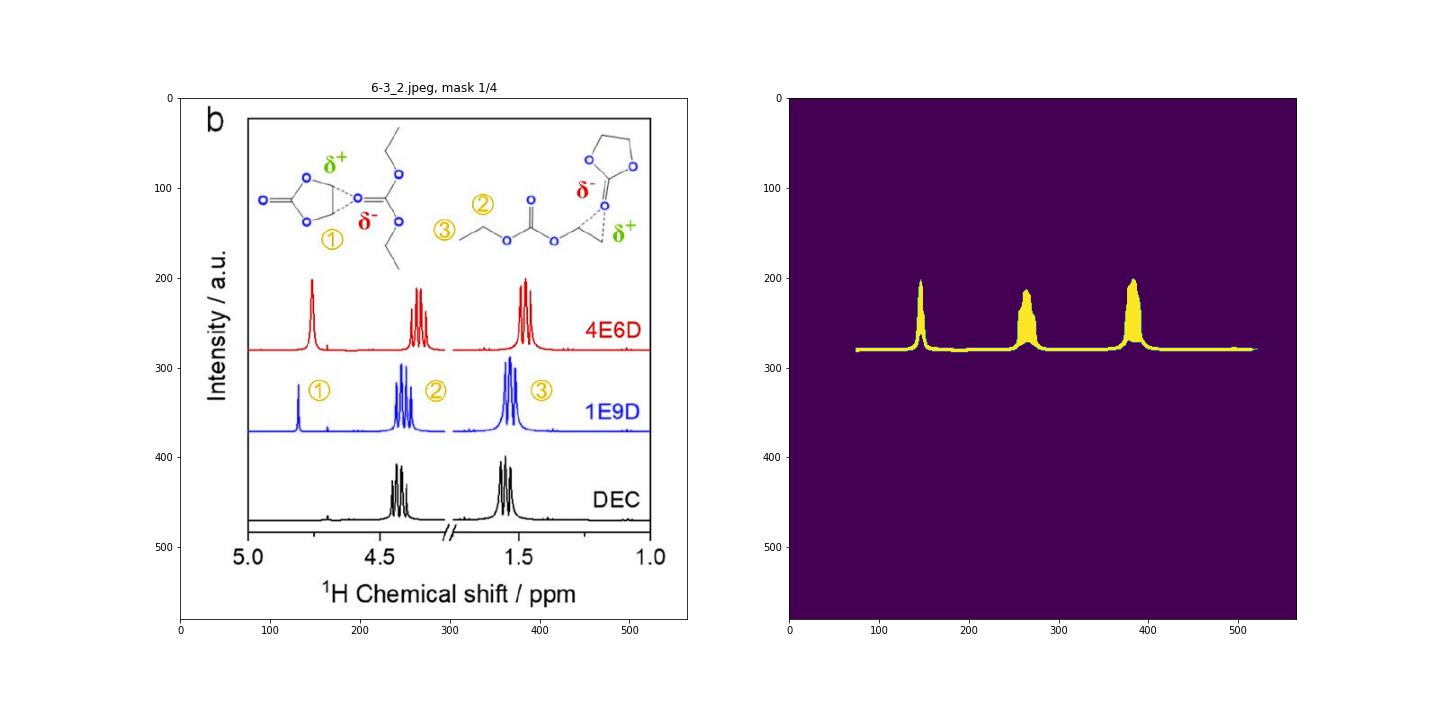 6-3_2.jpeg, mask 1/4
b
δ+
O O O O O O
δ-
①
②
③
O O O
O O O
δ-
δ+
Intensity / a.u.
4E6D
① ② ③
1E9D
DEC
5.0 4.5 1.5 1.0
¹H Chemical shift / ppm
0
100
200
300
400
500
0 100 200 300 400 500
0
100
200
300
400
500
0 100 200 300 400 500